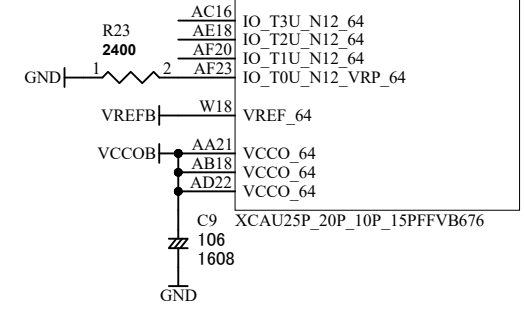 AC16 IO_T3U_N12_64
AE18 IO_T2U_N12_64
AF20 IO_T1U_N12_64
R23
2400
GND 1 2 AF23 IO_T0U_N12_VRP_64
VREFB W18 VREF_64
VCCOB AA21 VCCO_64
AB18 VCCO_64
AD22 VCCO_64
C9 XCAU25P_20P_10P_15PFFVB676
106
1608
GND